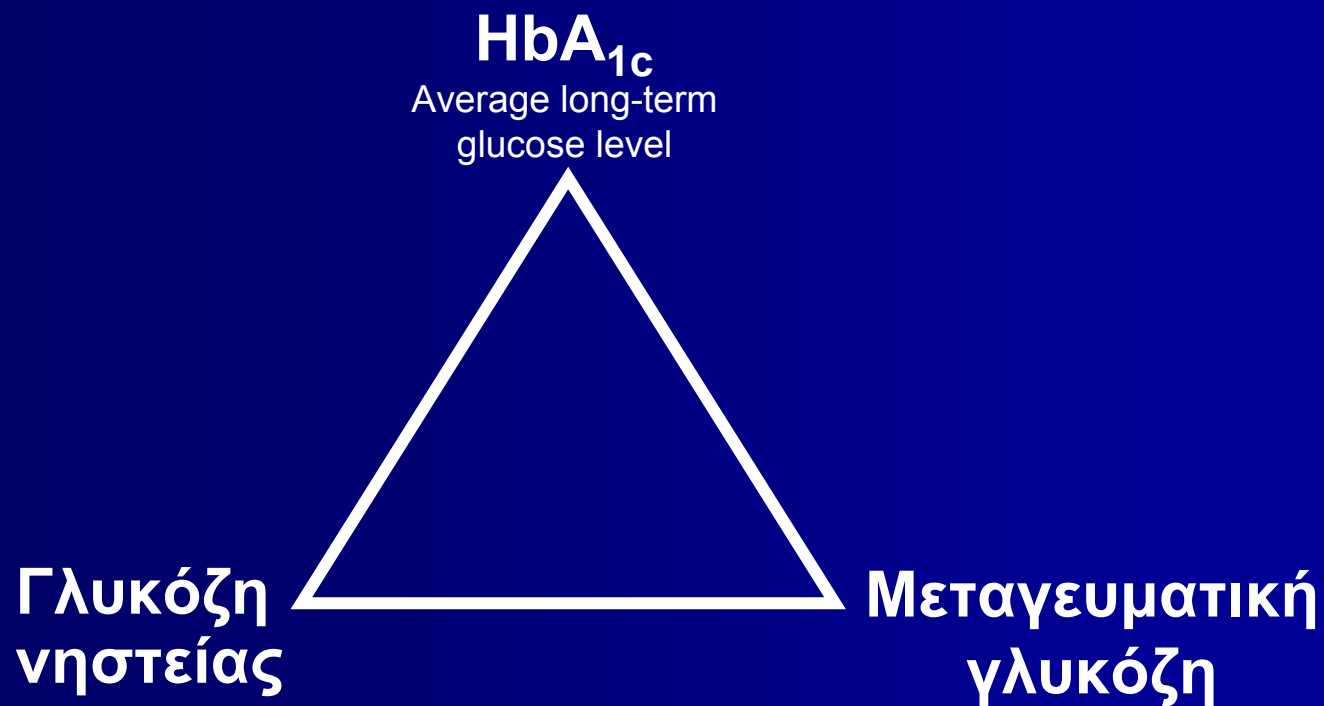 HbA1c
Average long-term
glucose level
Γλυκόζη
νηστείας
Μεταγευματική
γλυκόζη